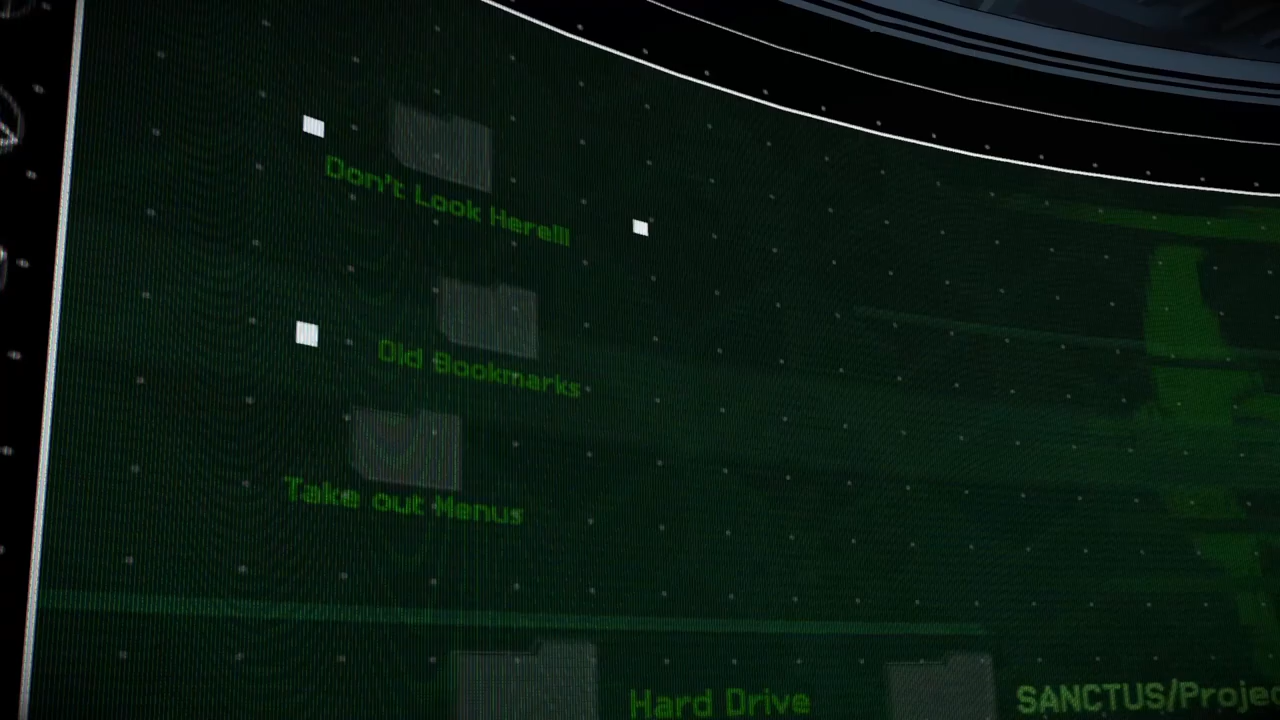 Don't Look Here!!!
Old Bookmarks
Take out Menus
Hard Drive
SANCTUS/Projec